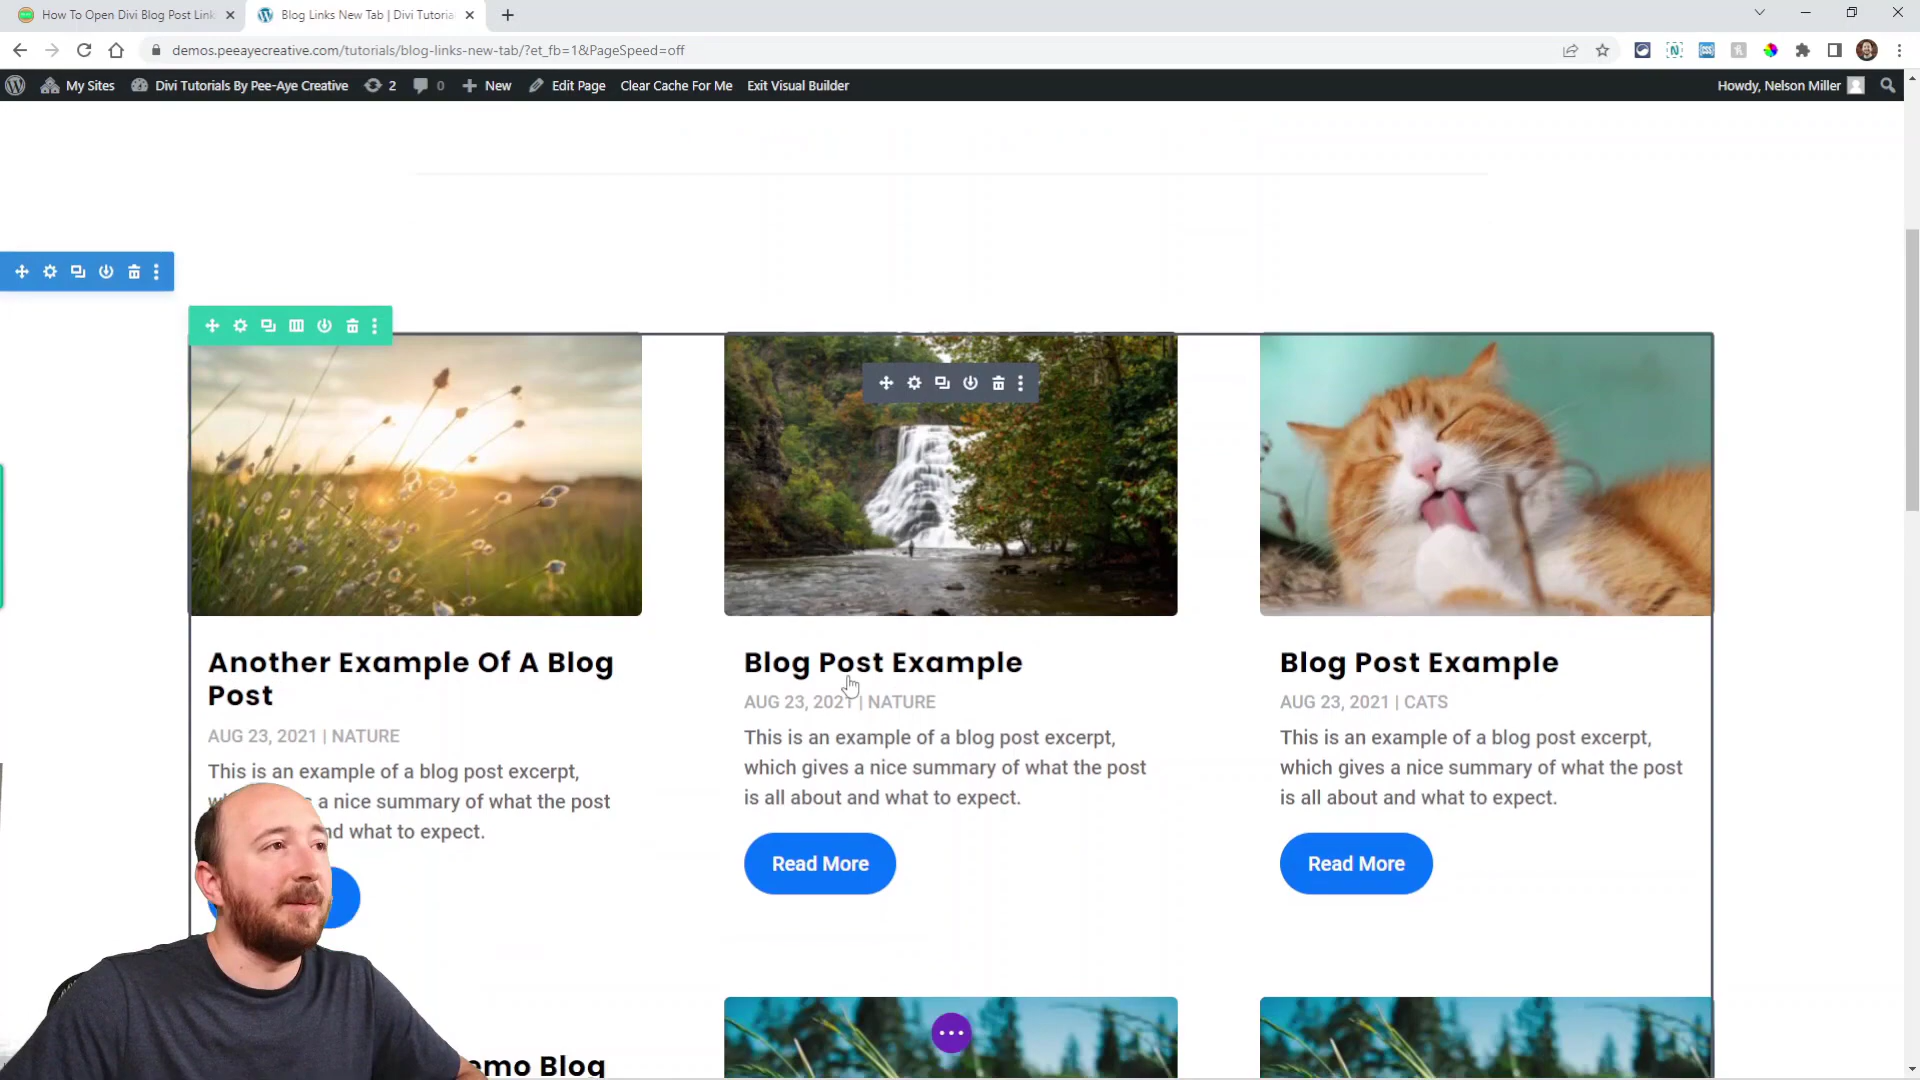 How To Open Divi Blog Post Link
Blog Links New Tab | Divi Tutoria
demos.peeayecreative.com/tutorials/blog-links-new-tab/?et_fb=1&PageSpeed=off
My Sites
Divi Tutorials By Pee-Aye Creative
2
0
New
Edit Page
Clear Cache For Me
Exit Visual Builder
Howdy, Nelson Miller
Another Example Of A Blog
Post
AUG 23, 2021 | NATURE
This is an example of a blog post excerpt,
a nice summary of what the post
nd what to expect.
Blog Post Example
AUG 23, 2021 | NATURE
This is an example of a blog post excerpt,
which gives a nice summary of what the post
is all about and what to expect.
Read More
Blog Post Example
AUG 23, 2021 | CATS
This is an example of a blog post excerpt,
which gives a nice summary of what the post
is all about and what to expect.
Read More
emo Blog